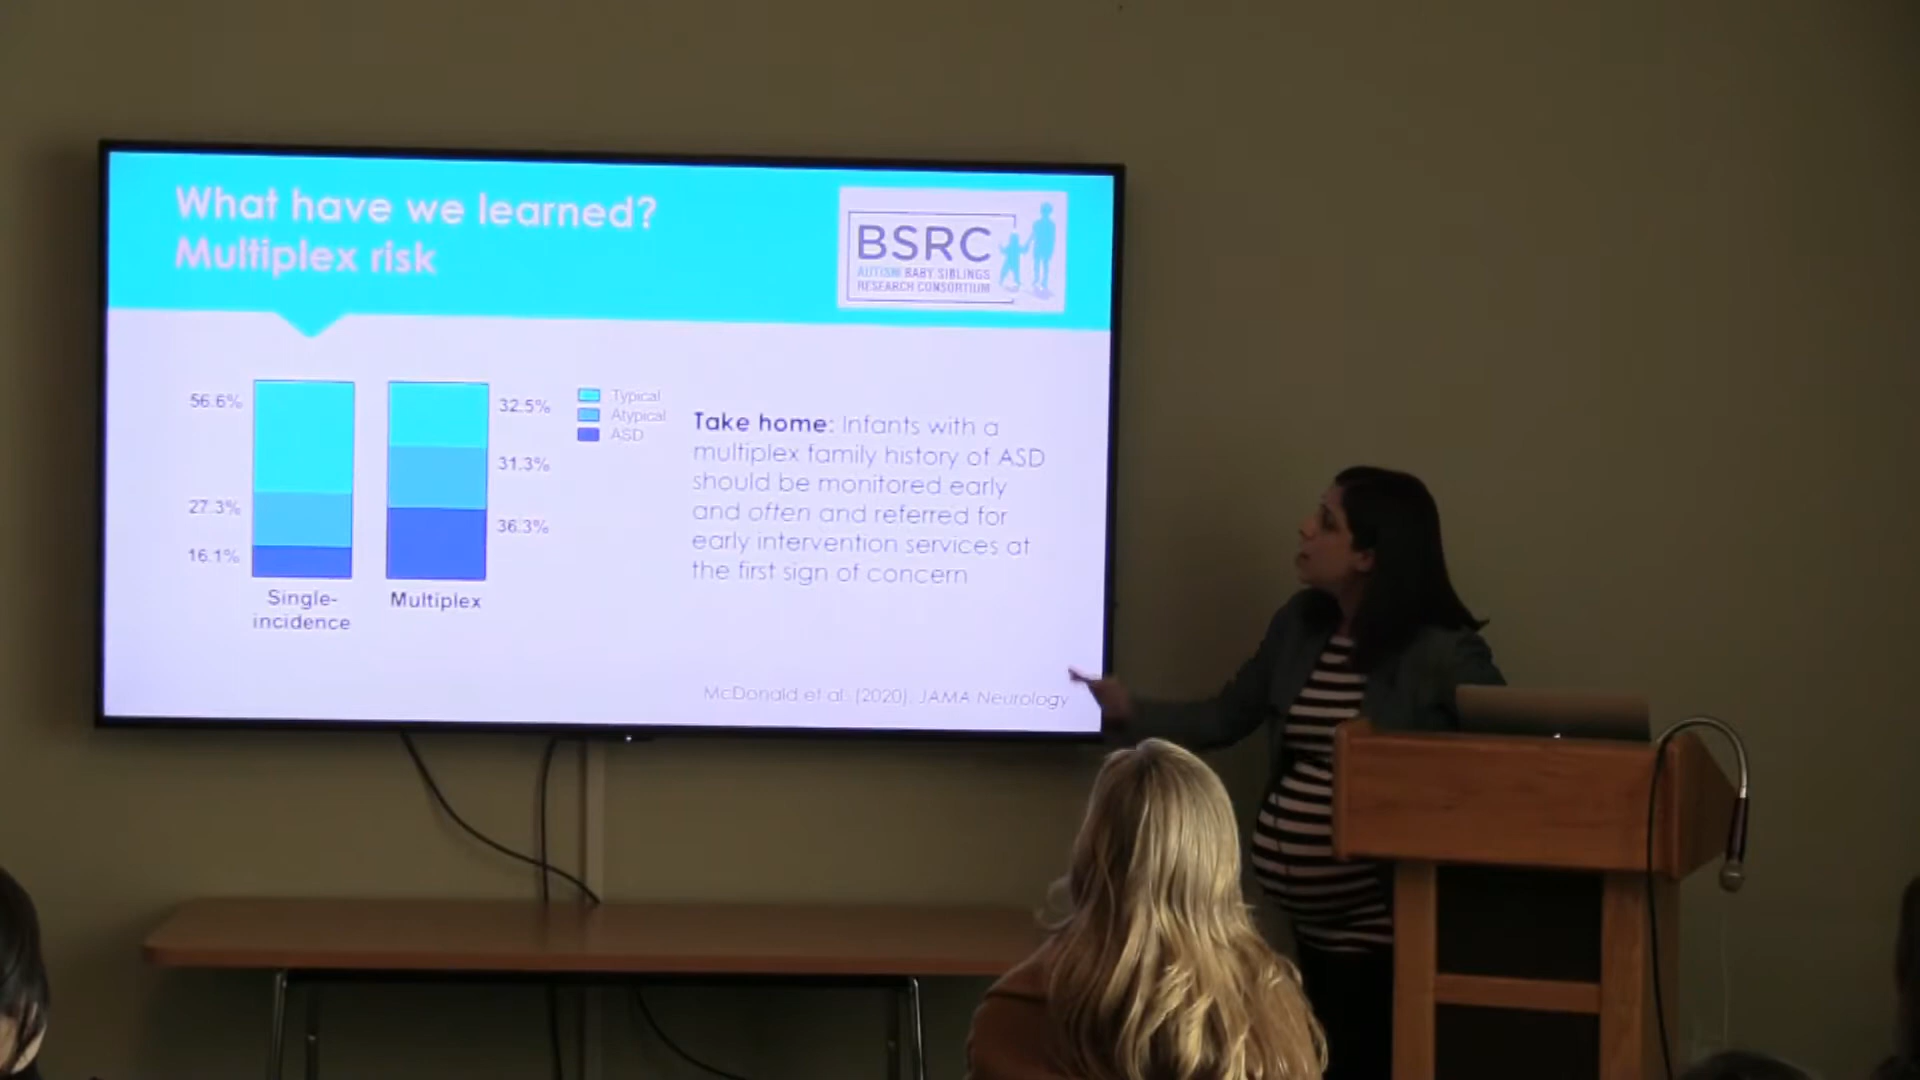 What have we learned?
Multiplex risk
BSRC
AUTISM BABY SIBLINGS
RESEARCH CONSORTIUM
56.6%
27.3%
16.1%
32.5%
31.3%
36.3%
Single-
incidence
Multiplex
Typical
Atypical
ASD
Take home: Infants with a
multiplex family history of ASD
should be monitored early
and often and referred for
early intervention services at
the first sign of concern
McDonald et al. (2020). JAMA Neurology